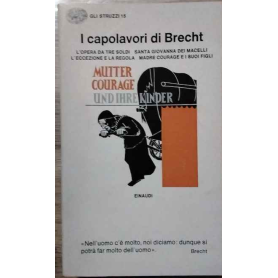 GLI STRUZZI 15
I capolavori di Brecht
L'OPERA DA TRE SOLDI SANTA GIOVANNA DEI MACELLI
L'ECCEZIONE E LA REGOLA MADRE COURAGE E I SUOI FIGLI
MUTTER
COURAGE
UND IHRE KINDER
EINAUDI
«Nell'uomo c'è molto, noi diciamo: dunque si
potrà far molto dell'uomo».
Brecht